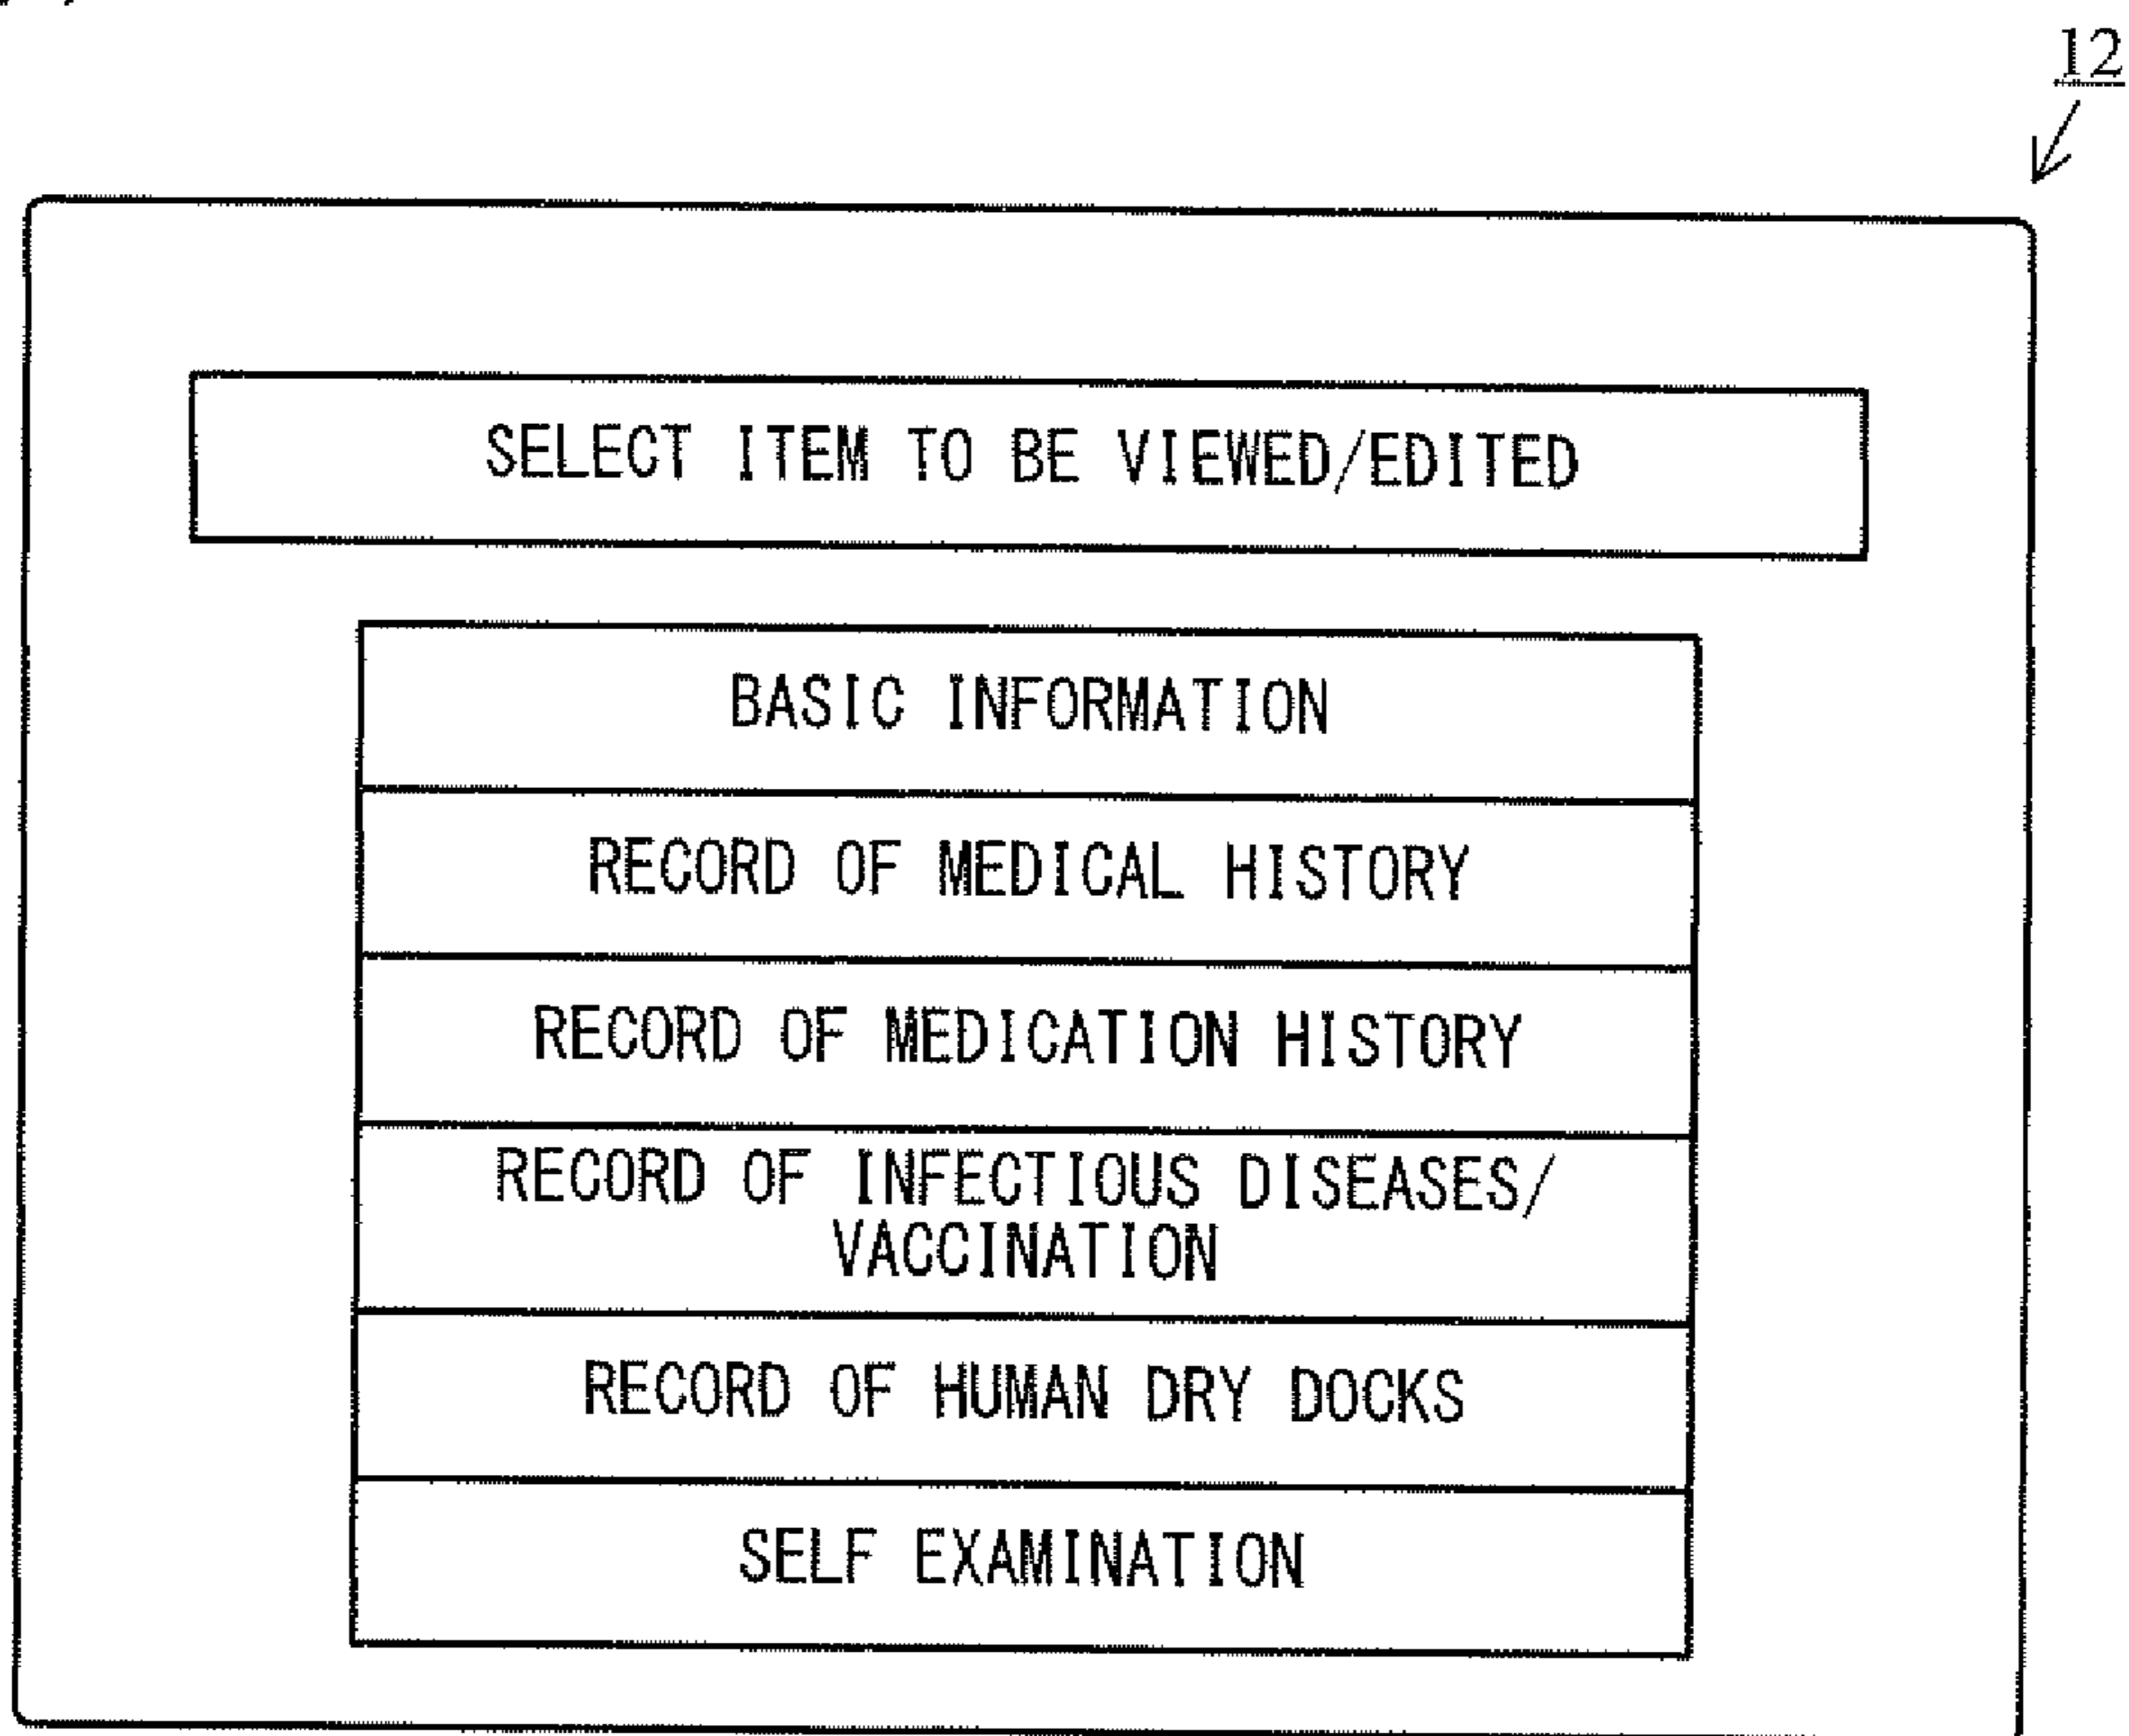 12
SELECT ITEM TO BE VIEWED/EDITED
BASIC INFORMATION
RECORD OF MEDICAL HISTORY
RECORD OF MEDICATION HISTORY
RECORD OF INFECTIOUS DISEASES/
VACCINATION
RECORD OF HUMAN DRY DOCKS
SELF EXAMINATION